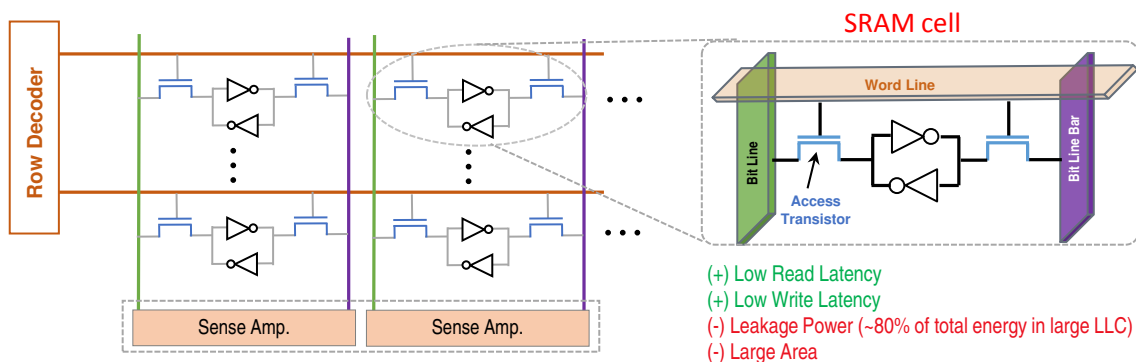 Row Decoder
Sense Amp.
Sense Amp.
SRAM cell
Word Line
Bit Line
Bit Line Bar
Access
Transistor
(+) Low Read Latency
(+) Low Write Latency
(-) Leakage Power (~80% of total energy in large LLC)
(-) Large Area